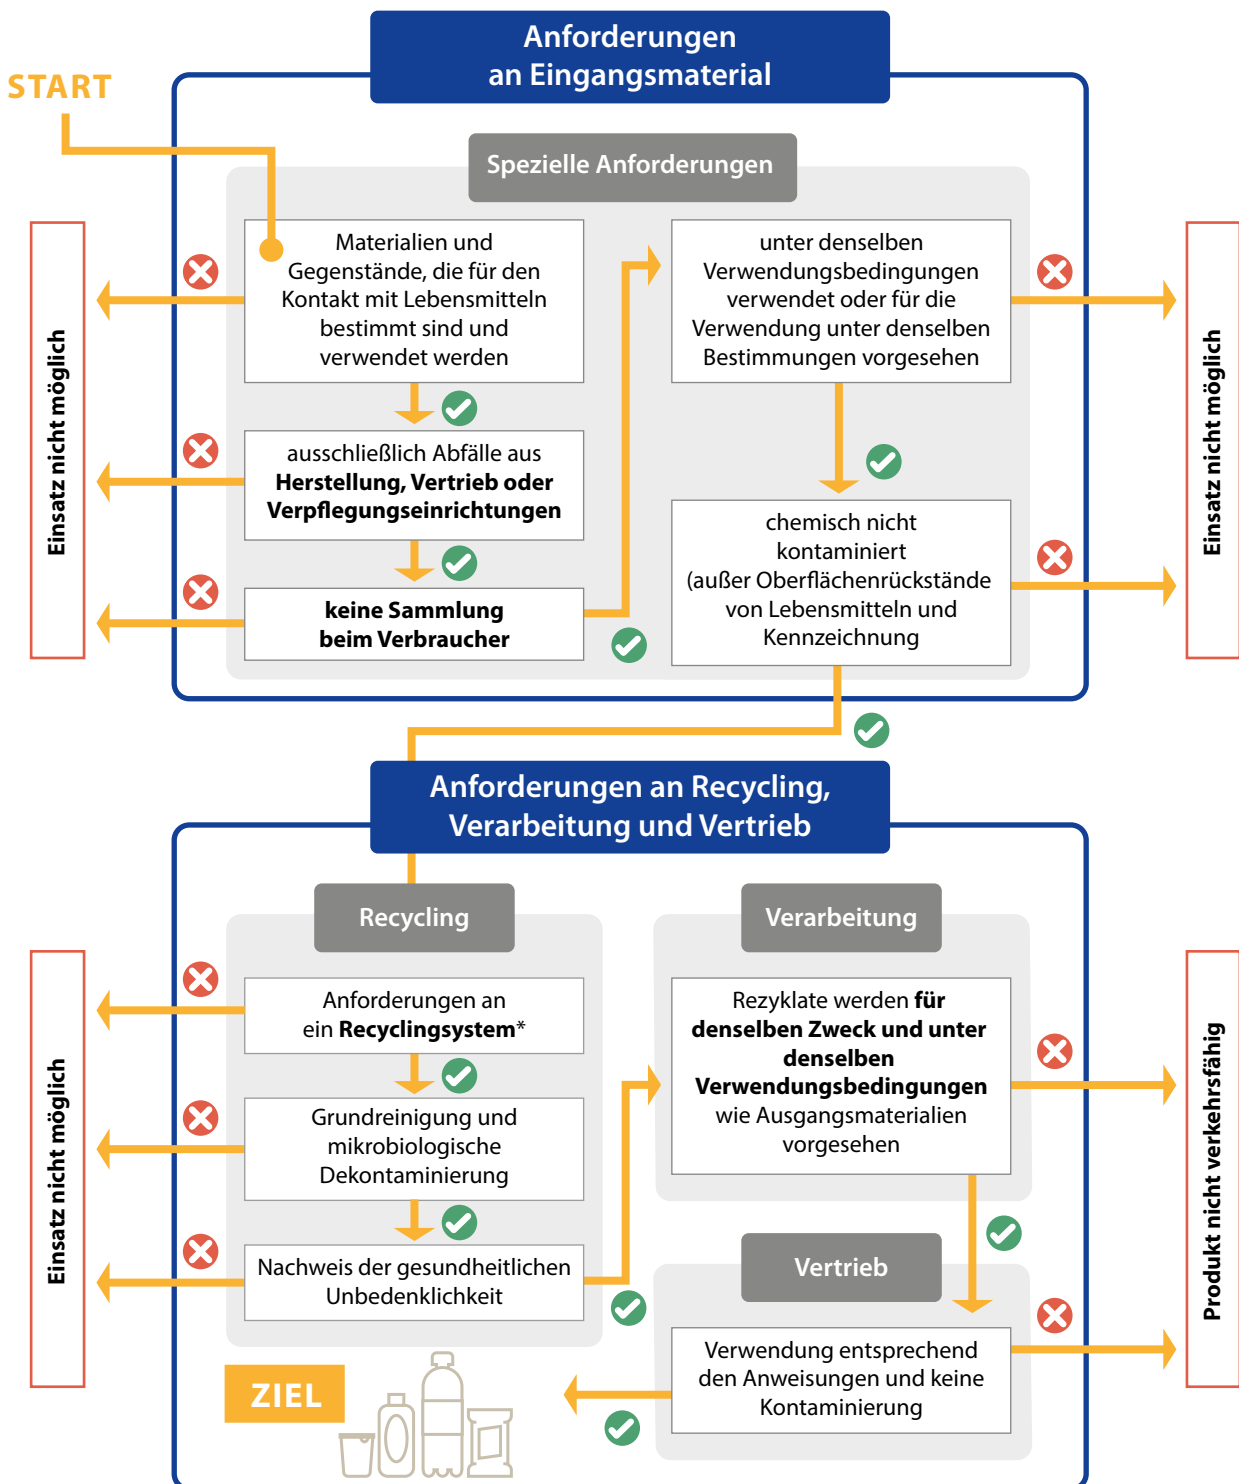 Anforderungen
an Eingangsmaterial
START
Spezielle Anforderungen
Materialien und
Gegenstände, die für den
Kontakt mit Lebensmitteln
bestimmt sind und
verwendet werden
ausschließlich Abfälle aus
Herstellung, Vertrieb oder
Verpflegungseinrichtungen
keine Sammlung
beim Verbraucher
unter denselben
Verwendungsbedingungen
verwendet oder für die
Verwendung unter denselben
Bestimmungen vorgesehen
chemisch nicht
kontaminiert
(außer Oberflächenrückstände
von Lebensmitteln und
Kennzeichnung
Einsatz nicht möglich
Einsatz nicht möglich
Anforderungen an Recycling,
Verarbeitung und Vertrieb
Recycling
Anforderungen an
ein Recyclingsystem*
Grundreinigung und
mikrobiologische
Dekontaminierung
Nachweis der gesundheitlichen
Unbedenklichkeit
Einsatz nicht möglich
Verarbeitung
Rezyklate werden für
denselben Zweck und unter
denselben
Verwendungsbedingungen
wie Ausgangsmaterialien
vorgesehen
Vertrieb
Verwendung entsprechend
den Anweisungen und keine
Kontaminierung
Produkt nicht verkehrsfähig
ZIEL